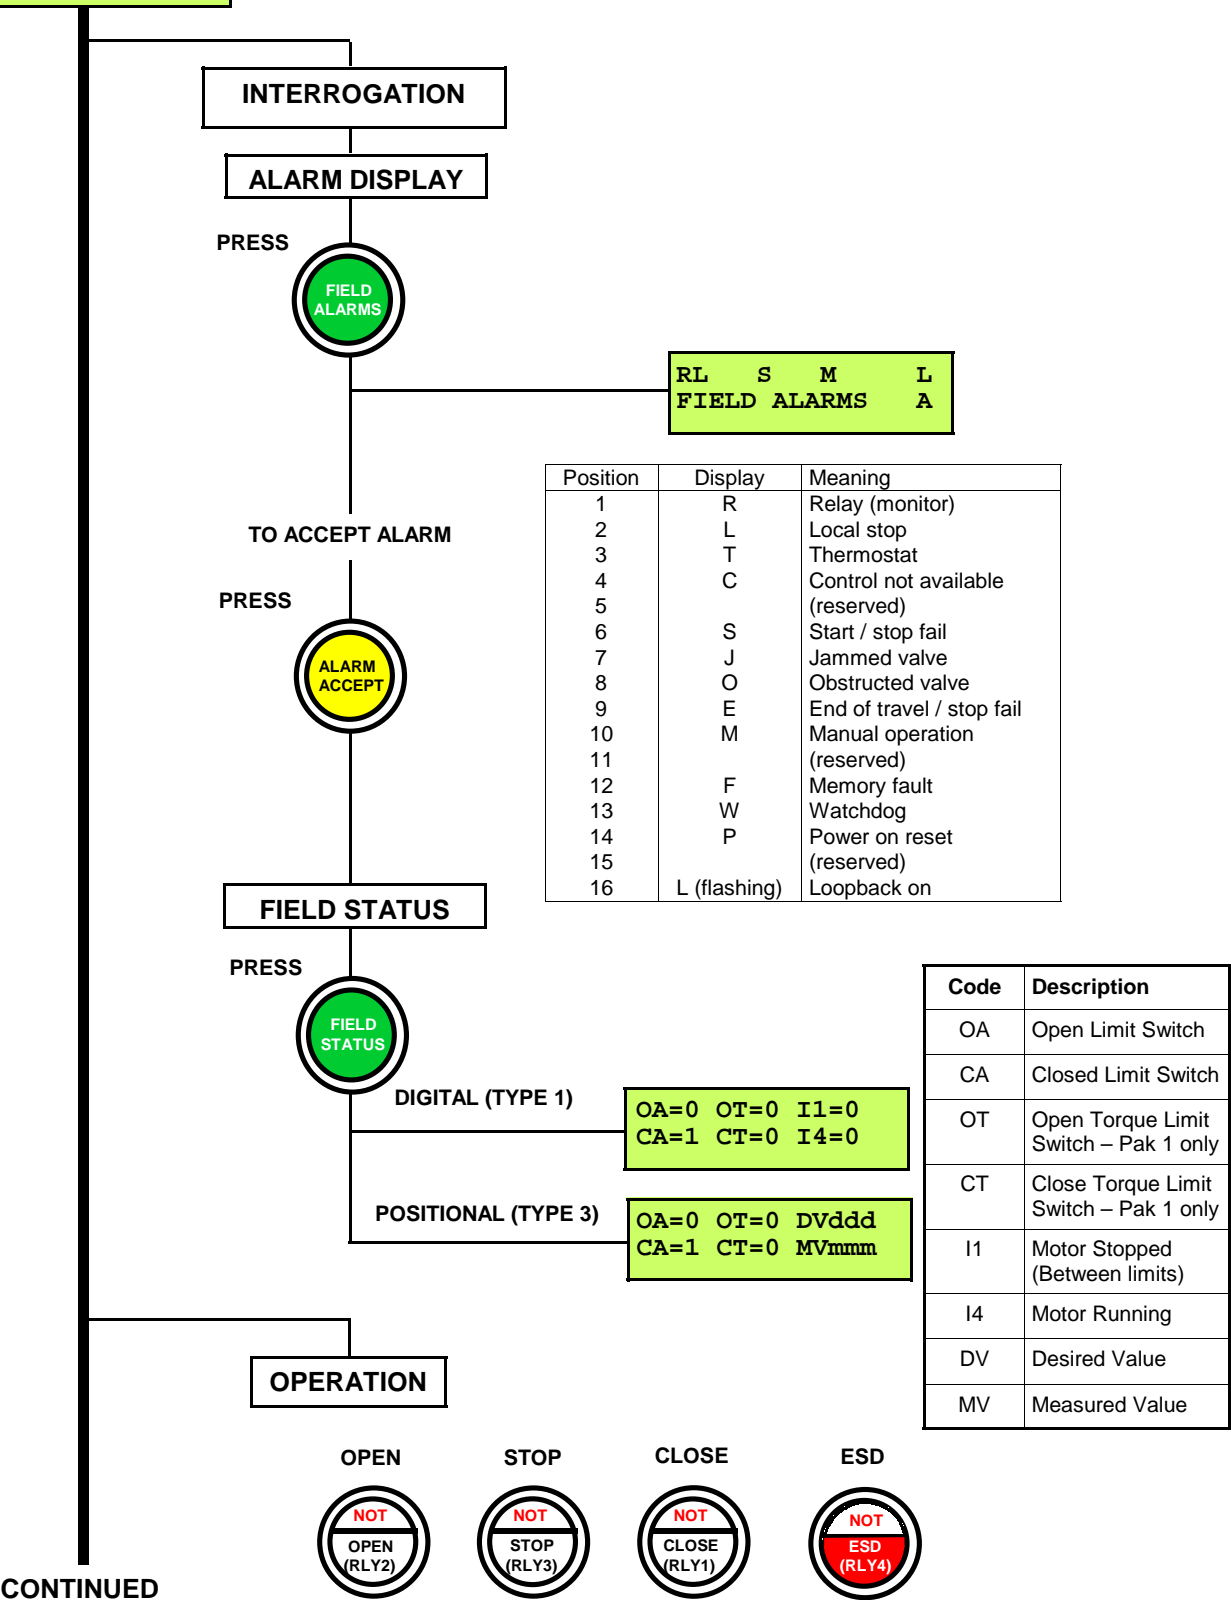 INTERROGATION
ALARM DISPLAY
PRESS
FIELD
ALARMS
RL S M L
FIELD ALARMS A
Position Display Meaning
1 R Relay (monitor)
2 L Local stop
3 T Thermostat
4 C Control not available
5 (reserved)
6 S Start / stop fail
7 J Jammed valve
8 O Obstructed valve
9 E End of travel / stop fail
10 M Manual operation
11 (reserved)
12 F Memory fault
13 W Watchdog
14 P Power on reset
15 (reserved)
16 L (flashing) Loopback on
TO ACCEPT ALARM
PRESS
ALARM
ACCEPT
FIELD STATUS
PRESS
FIELD
STATUS
DIGITAL (TYPE 1)
OA=0 OT=0 I1=0
CA=1 CT=0 I4=0
POSITIONAL (TYPE 3)
OA=0 OT=0 DVddd
CA=1 CT=0 MVmmm
Code Description
OA Open Limit Switch
CA Closed Limit Switch
OT Open Torque Limit
Switch – Pak 1 only
CT Close Torque Limit
Switch – Pak 1 only
I1 Motor Stopped
(Between limits)
I4 Motor Running
DV Desired Value
MV Measured Value
OPERATION
OPEN STOP CLOSE ESD
NOT NOT NOT NOT
OPEN STOP CLOSE ESD
(RLY2) (RLY3) (RLY1) (RLY4)
CONTINUED